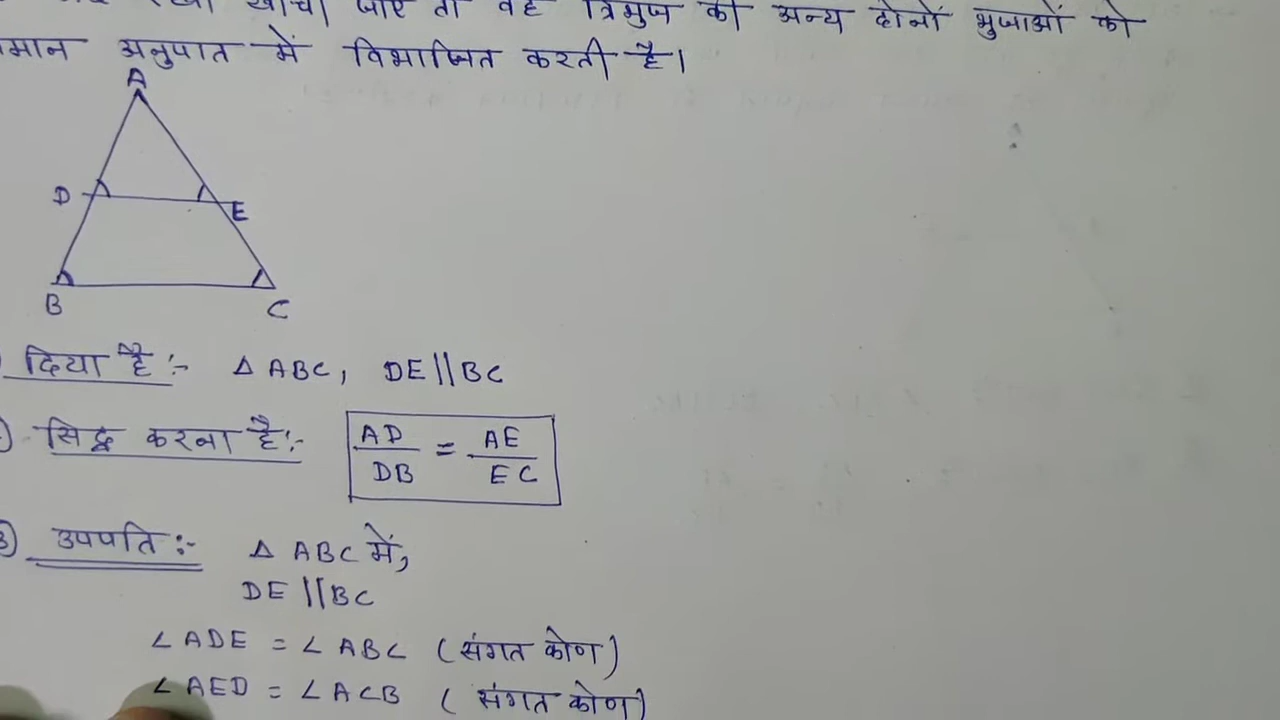 रेखा खींची जाए तो वह त्रिभुज की अन्य दोनों भुजाओं को
समान अनुपात में विभाजित करती है।
A
D
E
B
C
दिया है :- Δ ABC, DE||BC
) सिद्ध करना है:- AD/DB = AE/EC
3) उपपति :- Δ ABC में,
DE || BC
∠ ADE = ∠ ABC ( संगत कोण )
∠ AED = ∠ ACB ( संगत कोण )